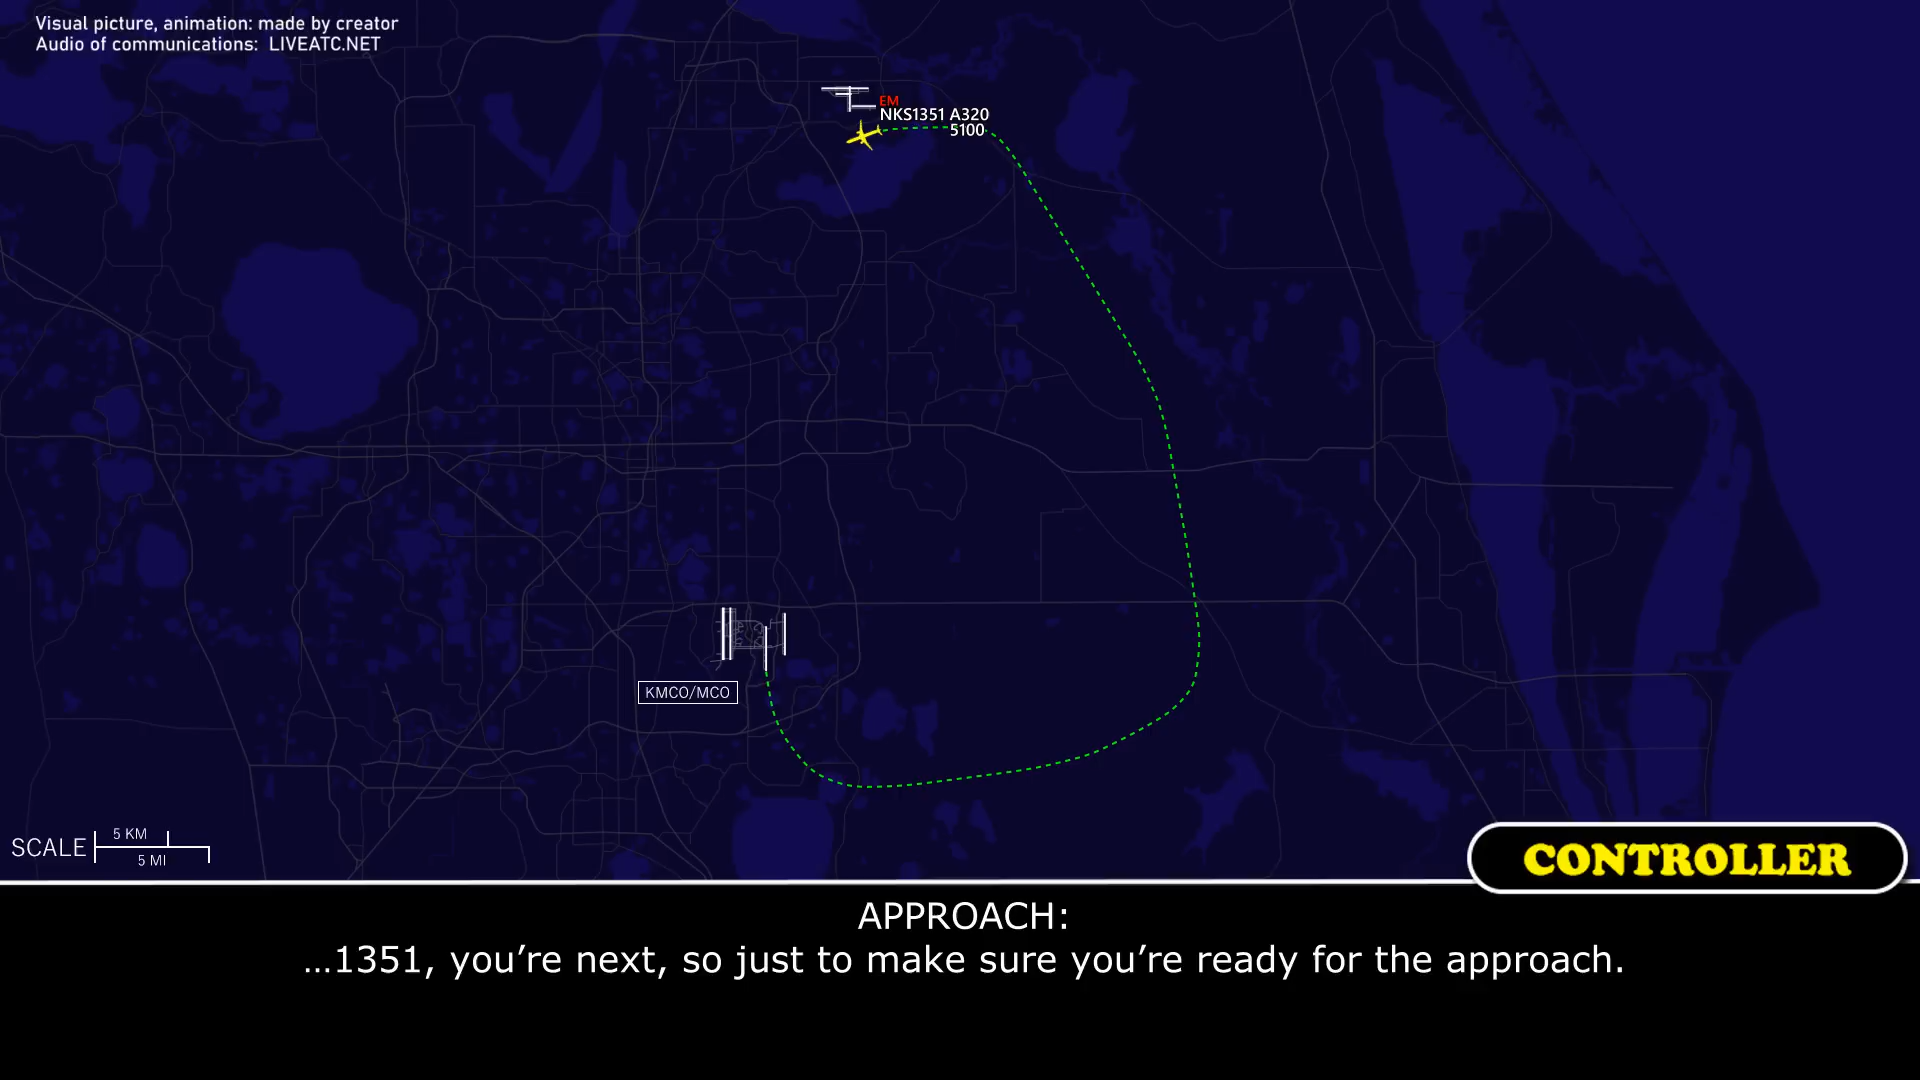 Visual picture, animation: made by creator
Audio of communications: LIVEATC.NET
EM
NKS1351 A320
5100
KMCO/MCO
SCALE
5 KM
5 MI
CONTROLLER
APPROACH:
…1351, you’re next, so just to make sure you’re ready for the approach.